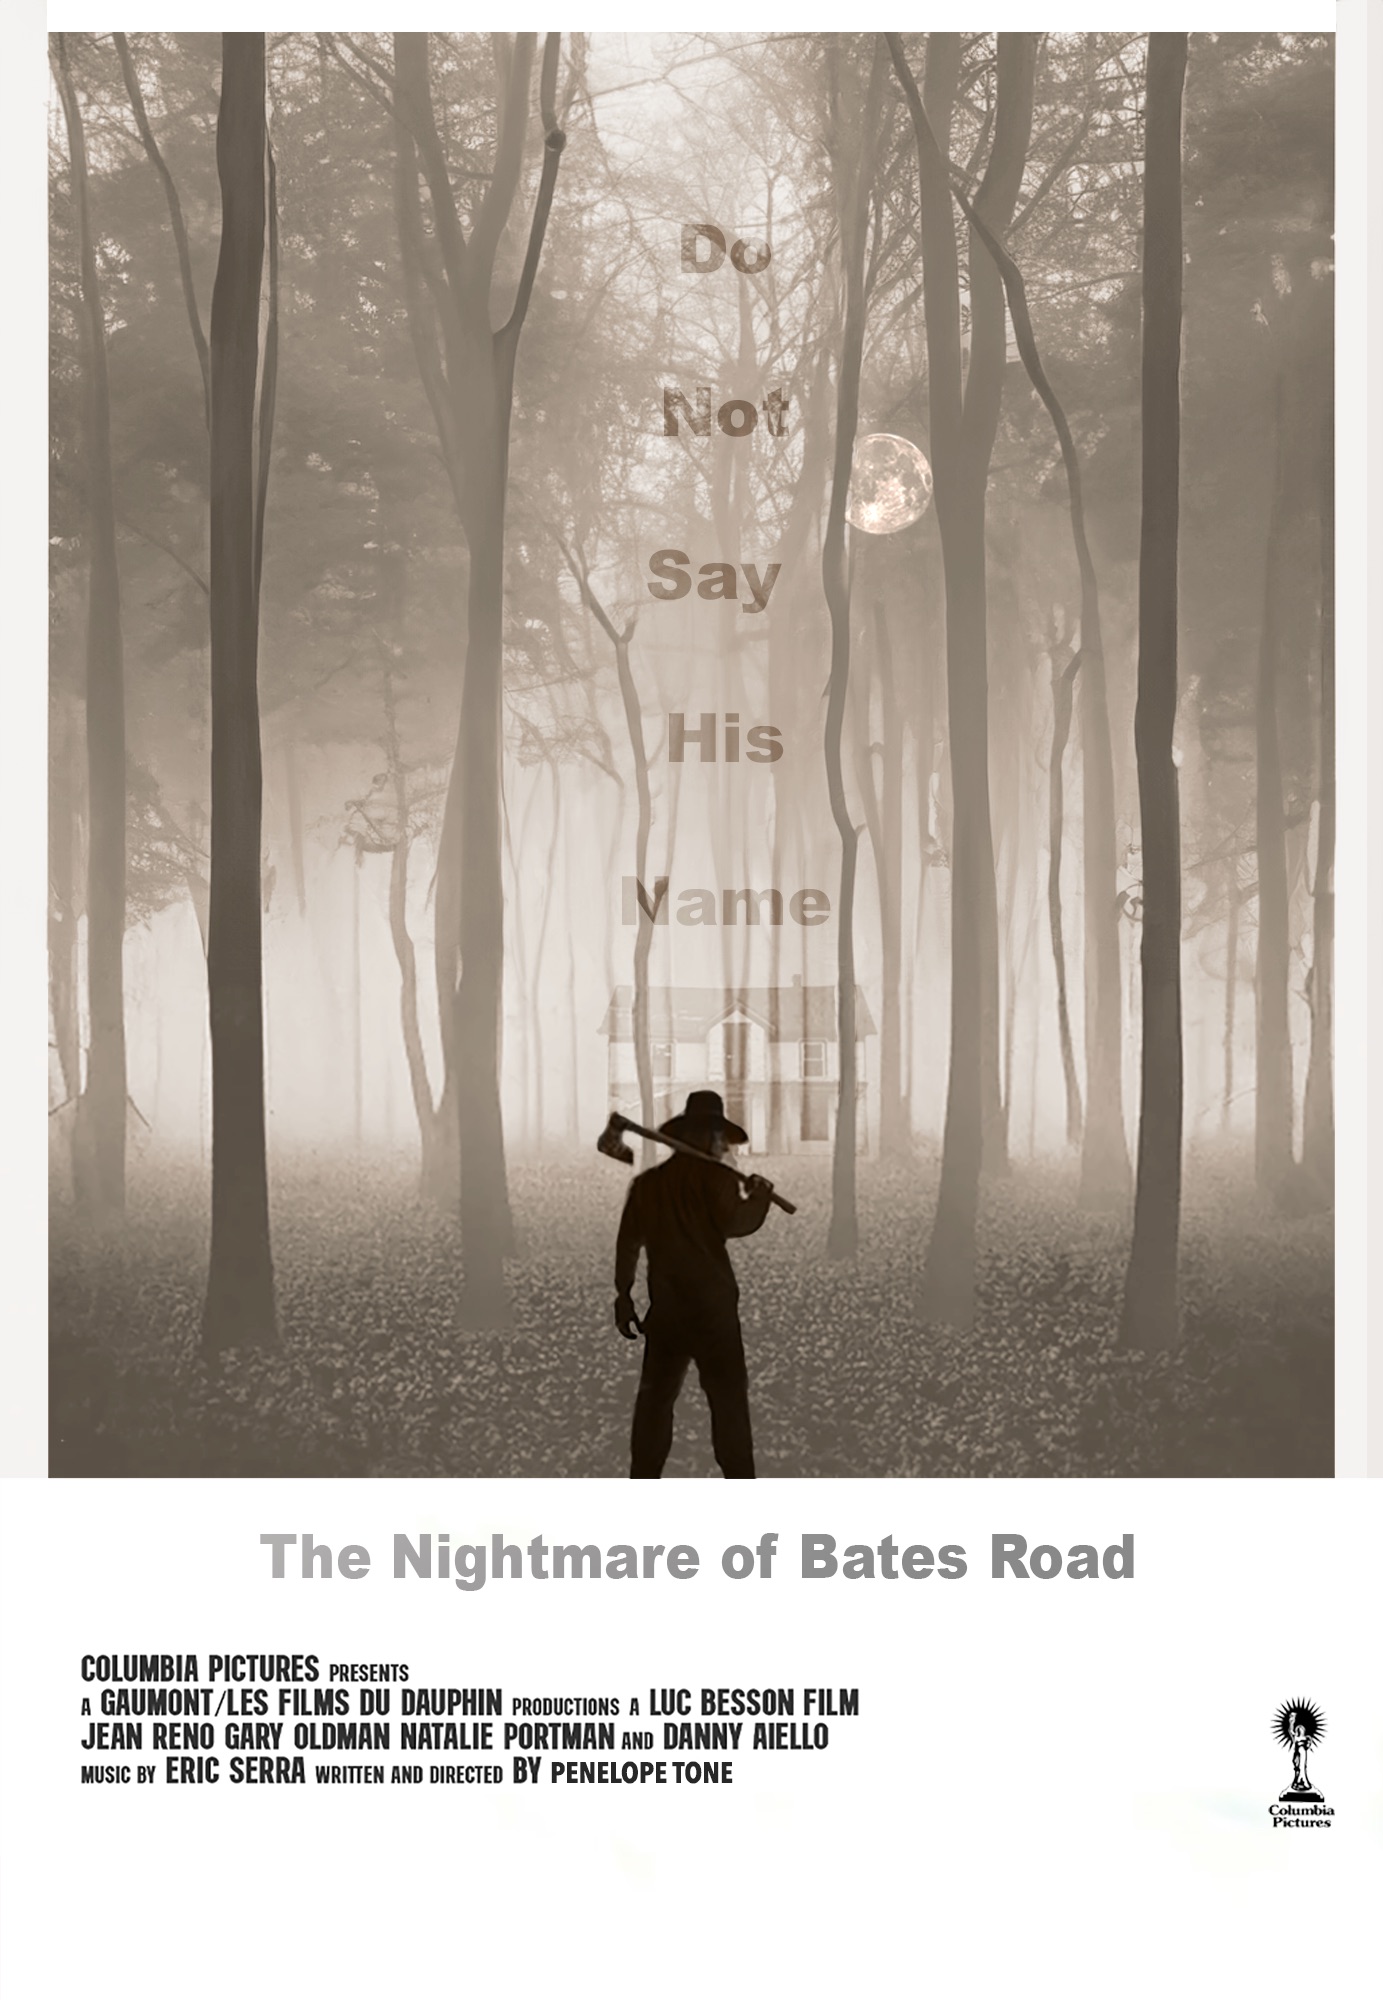 Do
Not
Say
His
Name
The Nightmare of Bates Road
COLUMBIA PICTURES PRESENTS
A GAUMONT/LES FILMS DU DAUPHIN PRODUCTIONS A LUC BESSON FILM
JEAN RENO GARY OLDMAN NATALIE PORTMAN AND DANNY AIELLO
MUSIC BY ERIC SERRA WRITTEN AND DIRECTED BY PENELOPE TONE
Columbia
Pictures